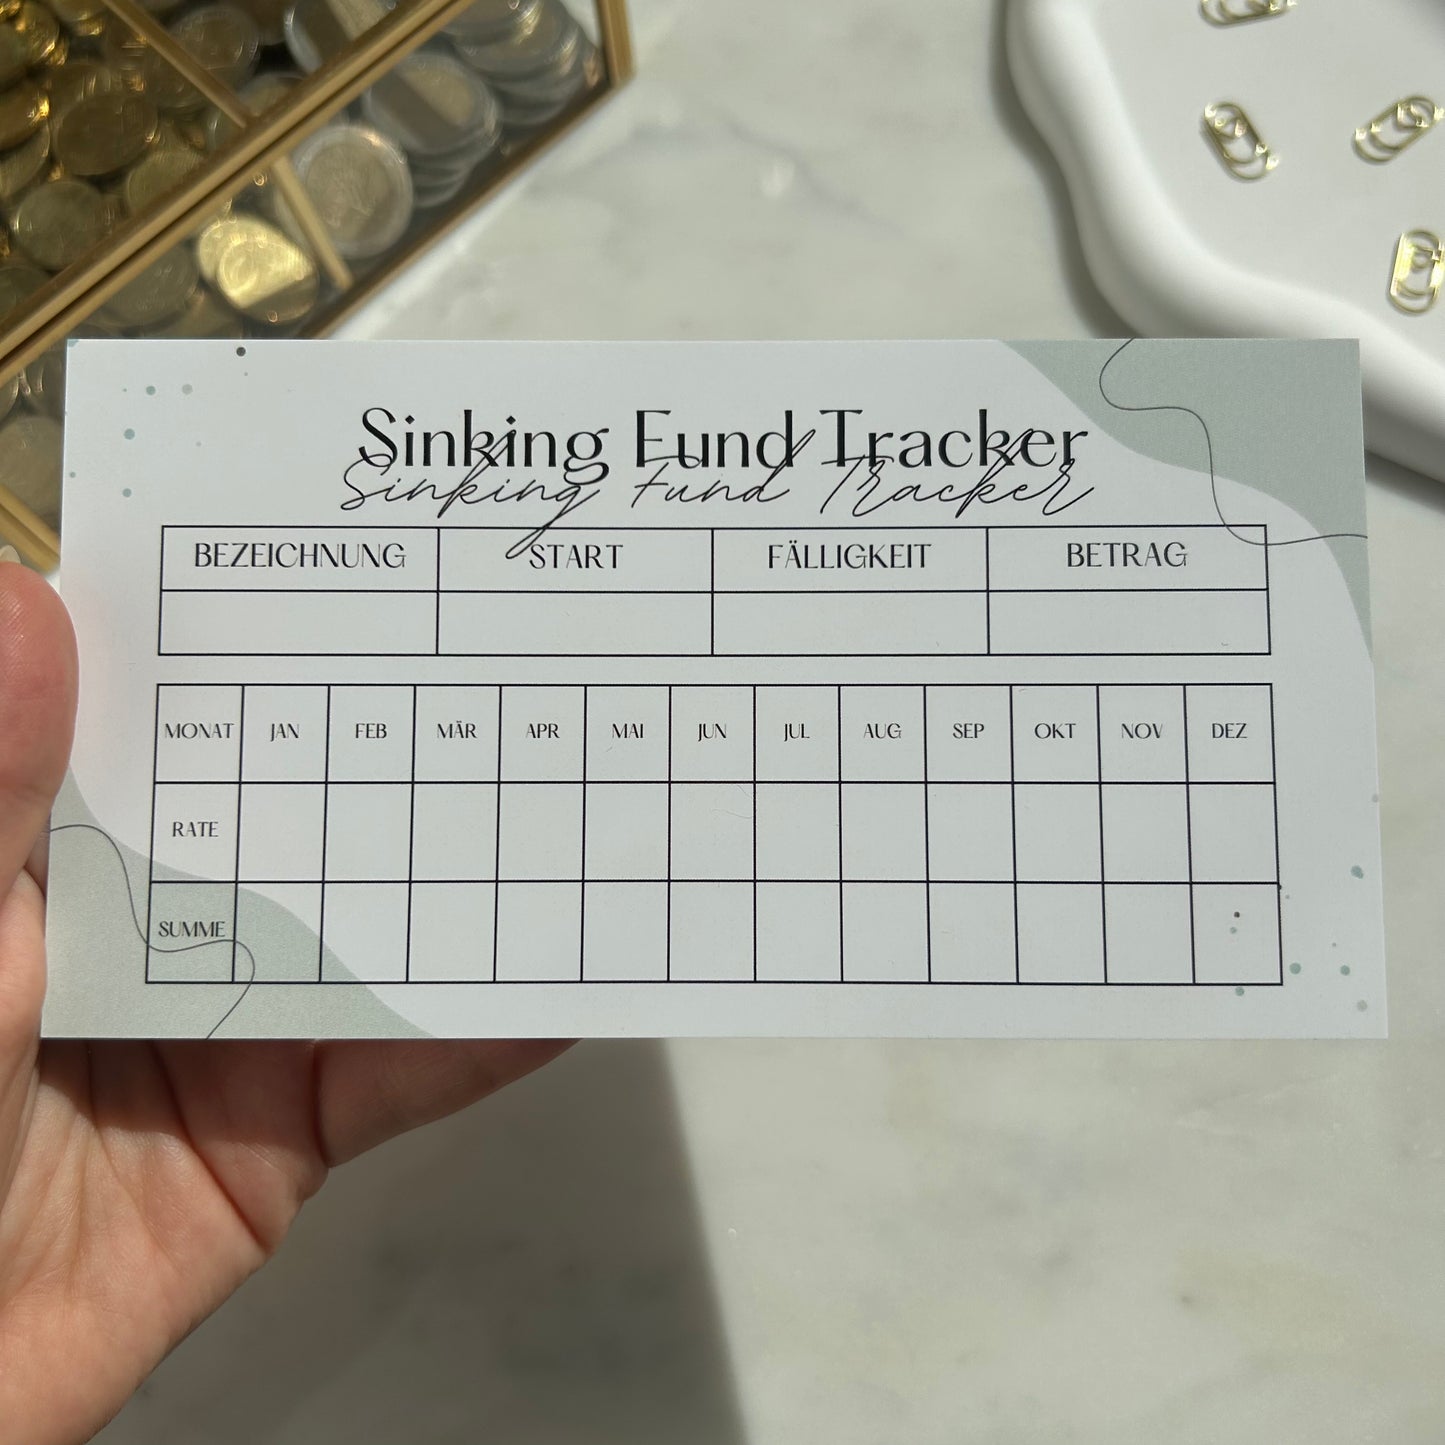 Sinking Fund Tracker
Sinking Fund Tracker
BEZEICHNUNG START FÄLLIGKEIT BETRAG
MONAT JAN FEB MÄR APR MAI JUN JUL AUG SEP OKT NOV DEZ
RATE
SUMME